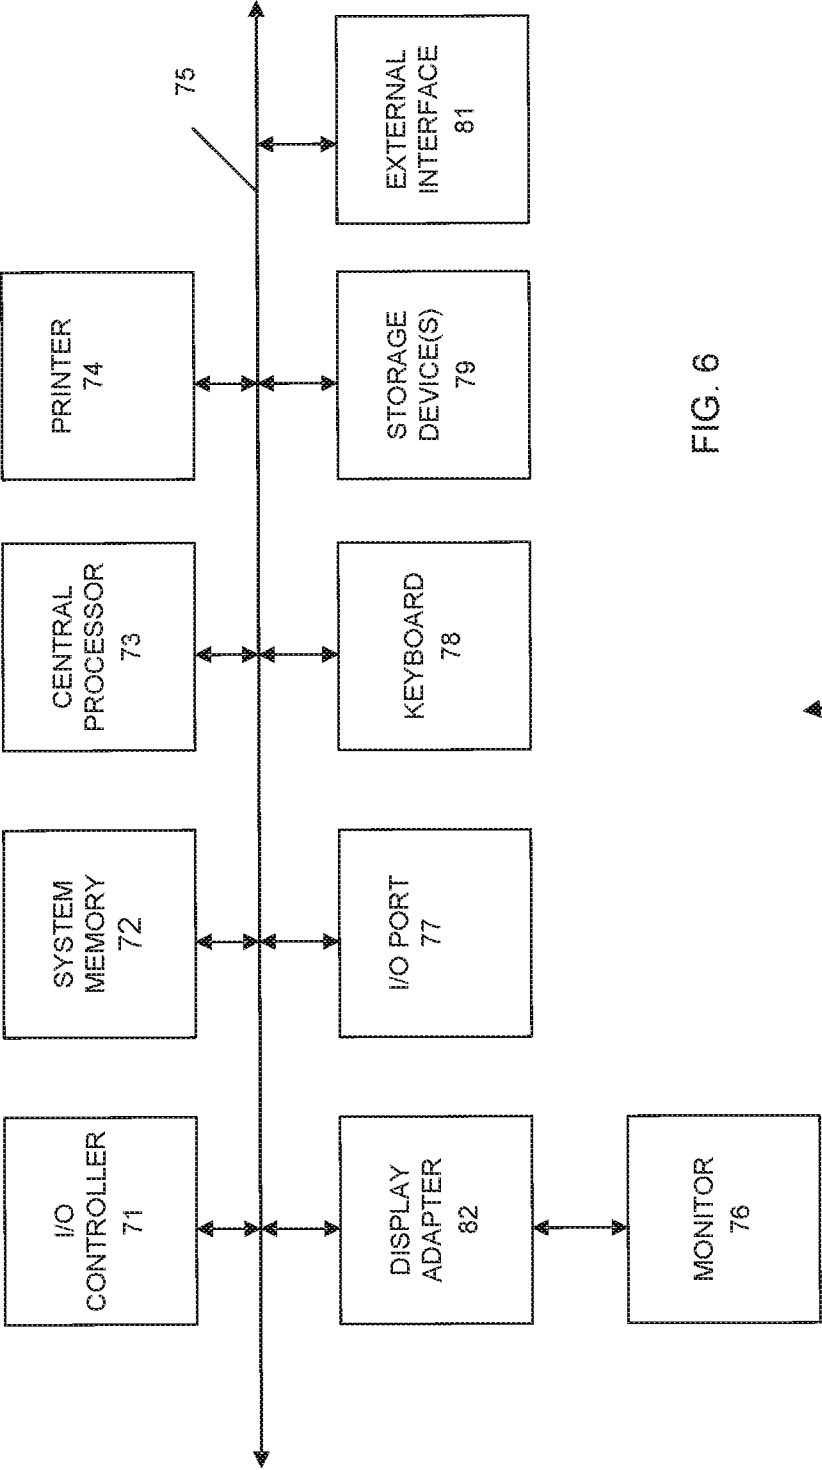 I/O
CONTROLLER
71
SYSTEM
MEMORY
72
CENTRAL
PROCESSOR
73
PRINTER
74
75
DISPLAY
ADAPTER
82
I/O PORT
77
KEYBOARD
78
STORAGE
DEVICE(S)
79
EXTERNAL
INTERFACE
81
MONITOR
76
FIG. 6